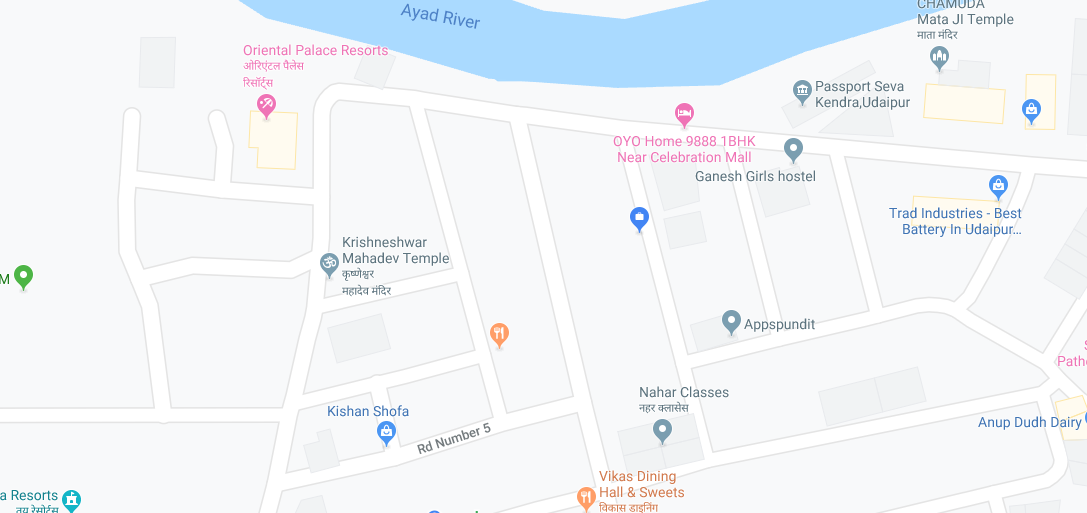 Ayad River
CHAMUDA
Mata JI Temple
माता मंदिर
Oriental Palace Resorts
ओरिएंटल पैलेस
रिसॉर्ट्स
Passport Seva
Kendra,Udaipur
OYO Home 9888 1BHK
Near Celebration Mall
Ganesh Girls hostel
Trad Industries - Best
Battery In Udaipur...
Krishneshwar
Mahadev Temple
कृष्णेश्वर
महादेव मंदिर
M
Appspundit
Path
Nahar Classes
नहर क्लासेस
Kishan Shofa
Anup Dudh Dairy
Rd Number 5
Vikas Dining
Hall & Sweets
विकास डाइनिंग
a Resorts